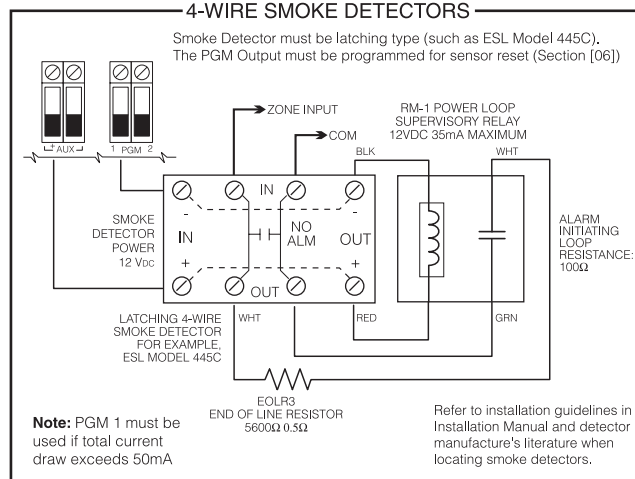 4-WIRE SMOKE DETECTORS
Smoke Detector must be latching type (such as ESL Model 445C).
The PGM Output must be programmed for sensor reset (Section [06])
+ AUX -
1 PGM 2
ZONE INPUT
COM
RM-1 POWER LOOP
SUPERVISORY RELAY
12VDC 35mA MAXIMUM
BLK
WHT
SMOKE
DETECTOR
POWER
12 VDC
IN
-
-
IN
NO
ALM
OUT
+
+
OUT
ALARM
INITIATING
LOOP
RESISTANCE:
100Ω
LATCHING 4-WIRE
SMOKE DETECTOR
FOR EXAMPLE,
ESL MODEL 445C
WHT
RED
GRN
EOLR3
END OF LINE RESISTOR
5600Ω 0.5Ω
Note: PGM 1 must be
used if total current
draw exceeds 50mA
Refer to installation guidelines in
Installation Manual and detector
manufacture's literature when
locating smoke detectors.